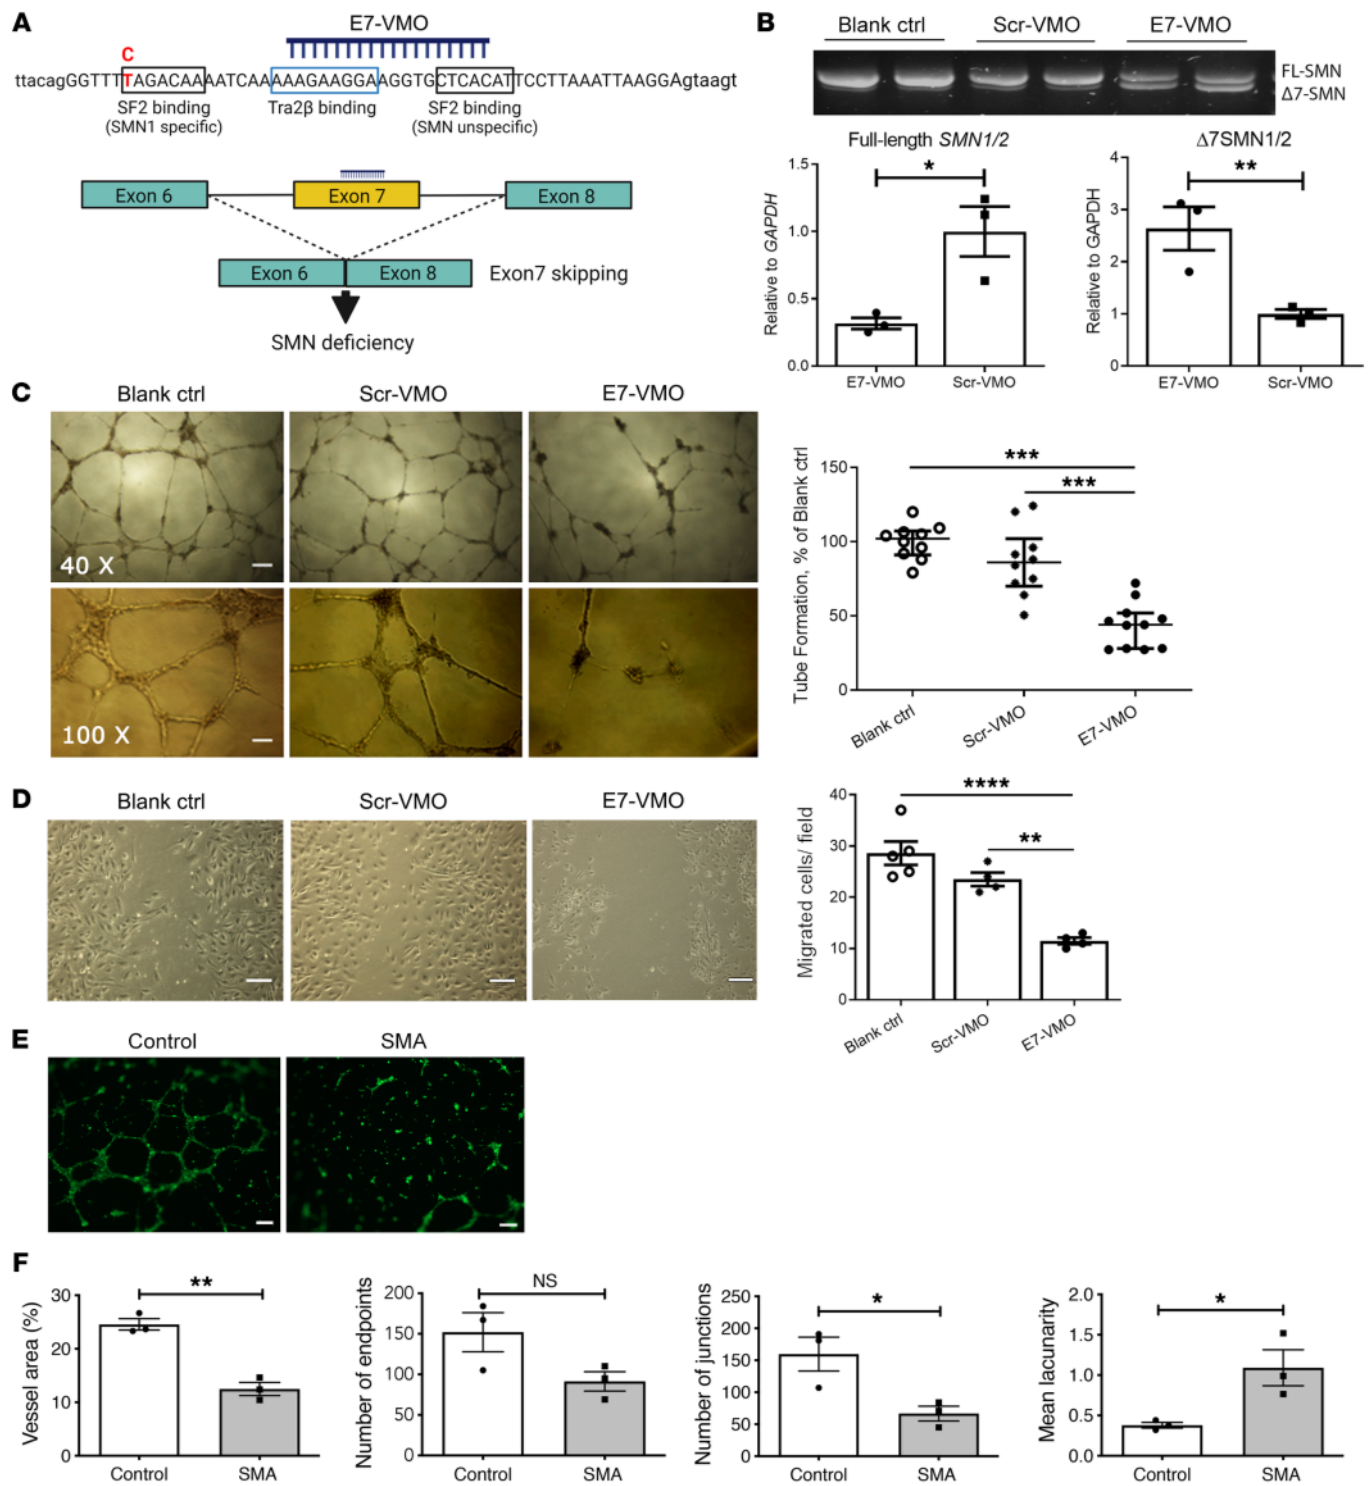 A
E7-VMO
C
ttacagGGTTTTAGACAAAATCAAAAAGAAGGAAGGTGCTCACATTCCTTAAATTAAGGAgtaagt
SF2 binding
(SMN1 specific)
Tra2β binding
SF2 binding
(SMN unspecific)
Exon 6
Exon 7
Exon 8
Exon 6
Exon 8
Exon7 skipping
SMN deficiency
B
Blank ctrl
Scr-VMO
E7-VMO
FL-SMN
Δ7-SMN
Full-length SMN1/2
Relative to GAPDH
1.5
1.0
0.5
0.0
*
E7-VMO
Scr-VMO
Δ7SMN1/2
Relative to GAPDH
4
3
2
1
0
**
E7-VMO
Scr-VMO
C
Blank ctrl
Scr-VMO
E7-VMO
40 X
100 X
Tube Formation, % of Blank ctrl
150
100
50
0
***
***
Blank ctrl
Scr-VMO
E7-VMO
D
Blank ctrl
Scr-VMO
E7-VMO
Migrated cells/ field
40
30
20
10
0
****
**
Blank ctrl
Scr-VMO
E7-VMO
E
Control
SMA
F
Vessel area (%)
30
20
10
0
**
Control
SMA
Number of endpoints
200
150
100
50
0
NS
Control
SMA
Number of junctions
250
200
150
100
50
0
*
Control
SMA
Mean lacunarity
2.0
1.5
1.0
0.5
0.0
*
Control
SMA